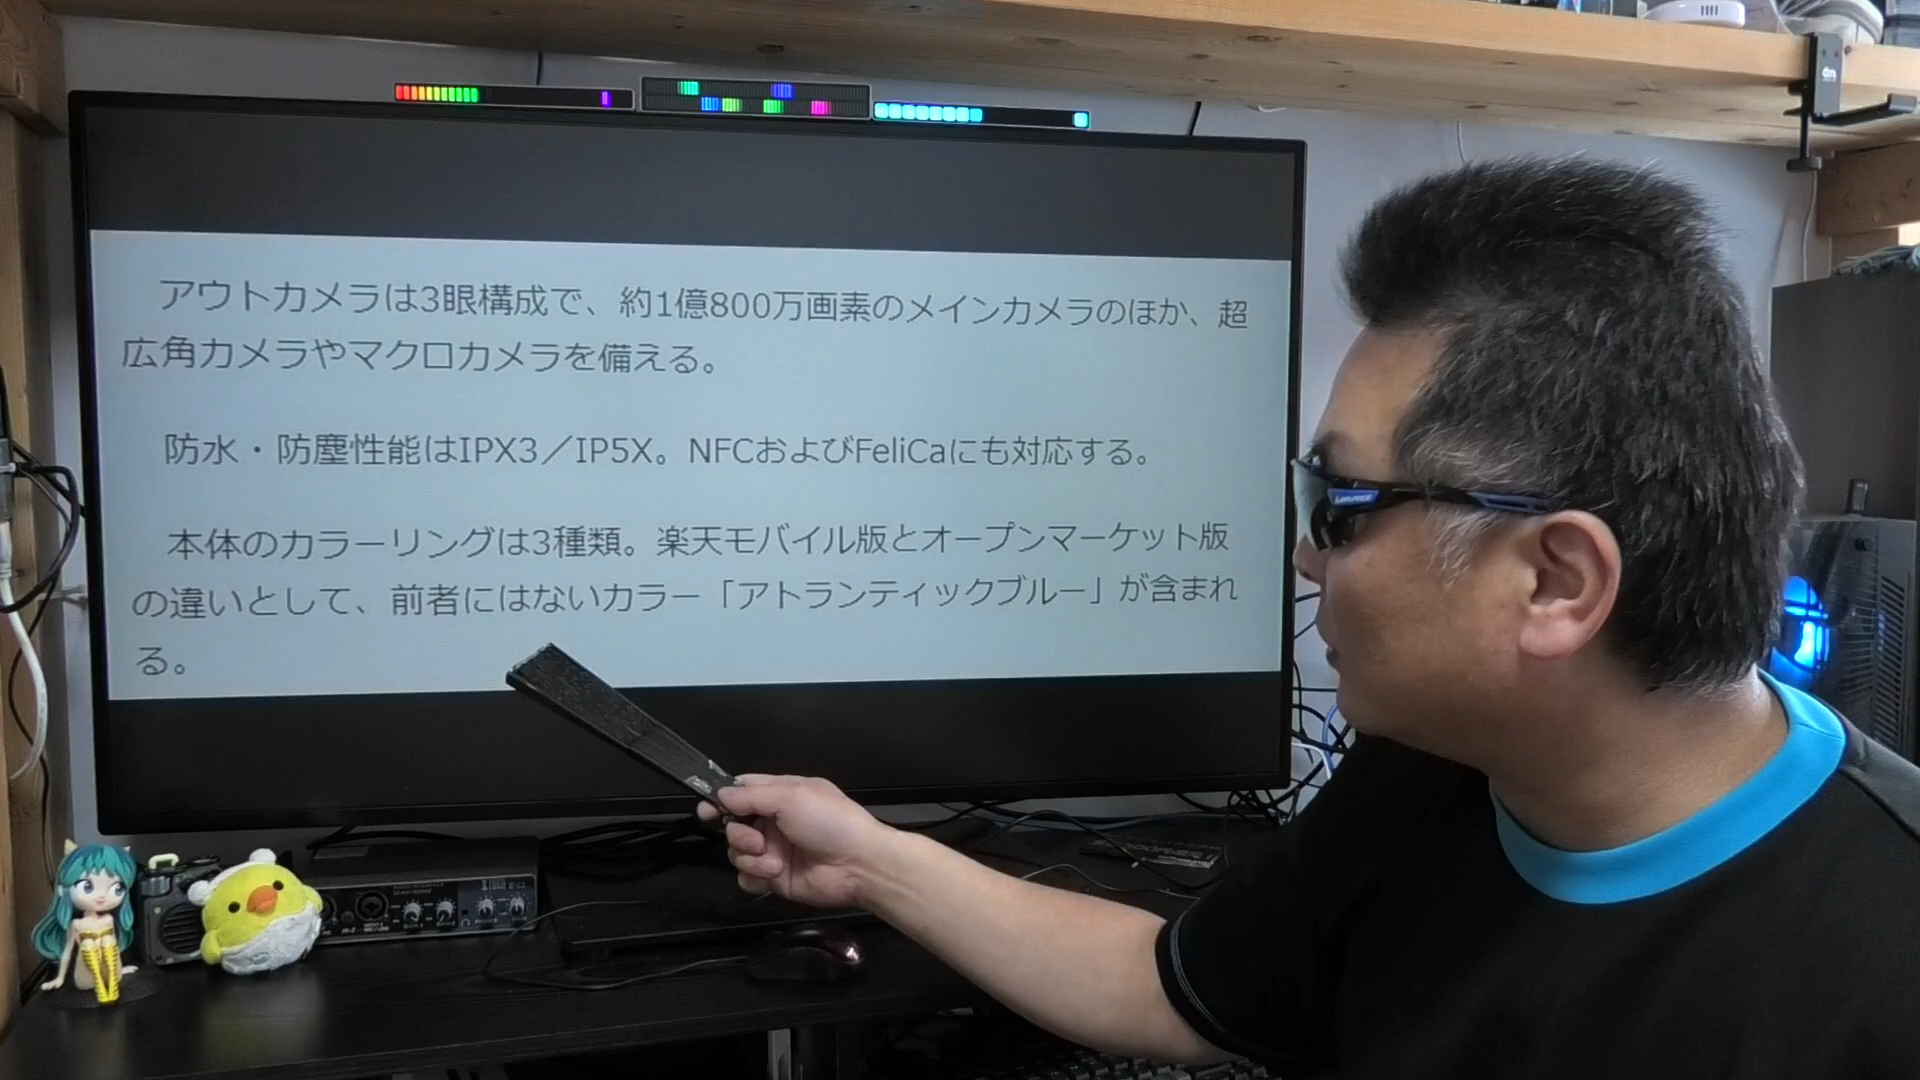 アウトカメラは3眼構成で、約1億800万画素のメインカメラのほか、超
広角カメラやマクロカメラを備える。
防水・防塵性能はIPX3／IP5X。NFCおよびFeliCaにも対応する。
本体のカラーリングは3種類。楽天モバイル版とオープンマーケット版
の違いとして、前者にはないカラー「アトランティックブルー」が含まれ
る。